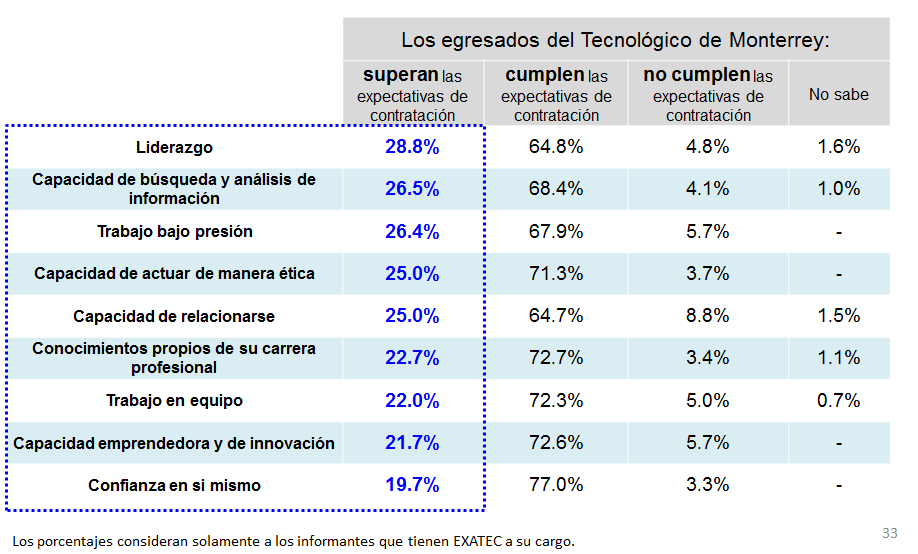 Los egresados del Tecnológico de Monterrey:
superan las expectativas de contratación
cumplen las expectativas de contratación
no cumplen las expectativas de contratación
No sabe
Liderazgo 28.8% 64.8% 4.8% 1.6%
Capacidad de búsqueda y análisis de información 26.5% 68.4% 4.1% 1.0%
Trabajo bajo presión 26.4% 67.9% 5.7% -
Capacidad de actuar de manera ética 25.0% 71.3% 3.7% -
Capacidad de relacionarse 25.0% 64.7% 8.8% 1.5%
Conocimientos propios de su carrera profesional 22.7% 72.7% 3.4% 1.1%
Trabajo en equipo 22.0% 72.3% 5.0% 0.7%
Capacidad emprendedora y de innovación 21.7% 72.6% 5.7% -
Confianza en si mismo 19.7% 77.0% 3.3% -
Los porcentajes consideran solamente a los informantes que tienen EXATEC a su cargo.
33